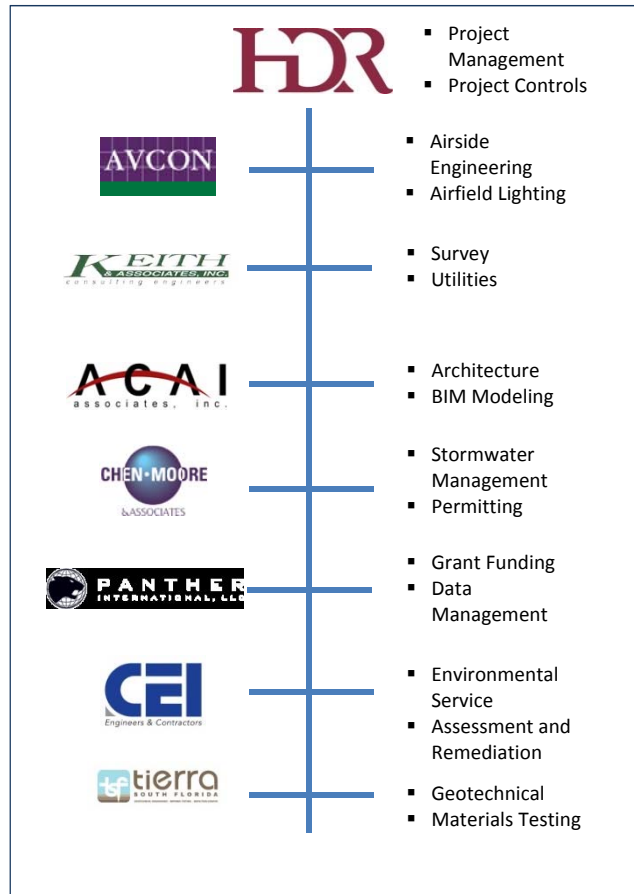 HDR
▪ Project
Management
▪ Project Controls
AVCON
▪ Airside
Engineering
▪ Airfield Lighting
KEITH
& ASSOCIATES, INC.
consulting engineers
▪ Survey
▪ Utilities
ACAI
associates, inc.
▪ Architecture
▪ BIM Modeling
CHEN·MOORE
&ASSOCIATES
▪ Stormwater
Management
▪ Permitting
PANTHER
INTERNATIONAL, LLC
▪ Grant Funding
▪ Data
Management
CEI
Engineers & Contractors
▪ Environmental
Service
▪ Assessment and
Remediation
tsf tierra
SOUTH FLORIDA
▪ Geotechnical
▪ Materials Testing